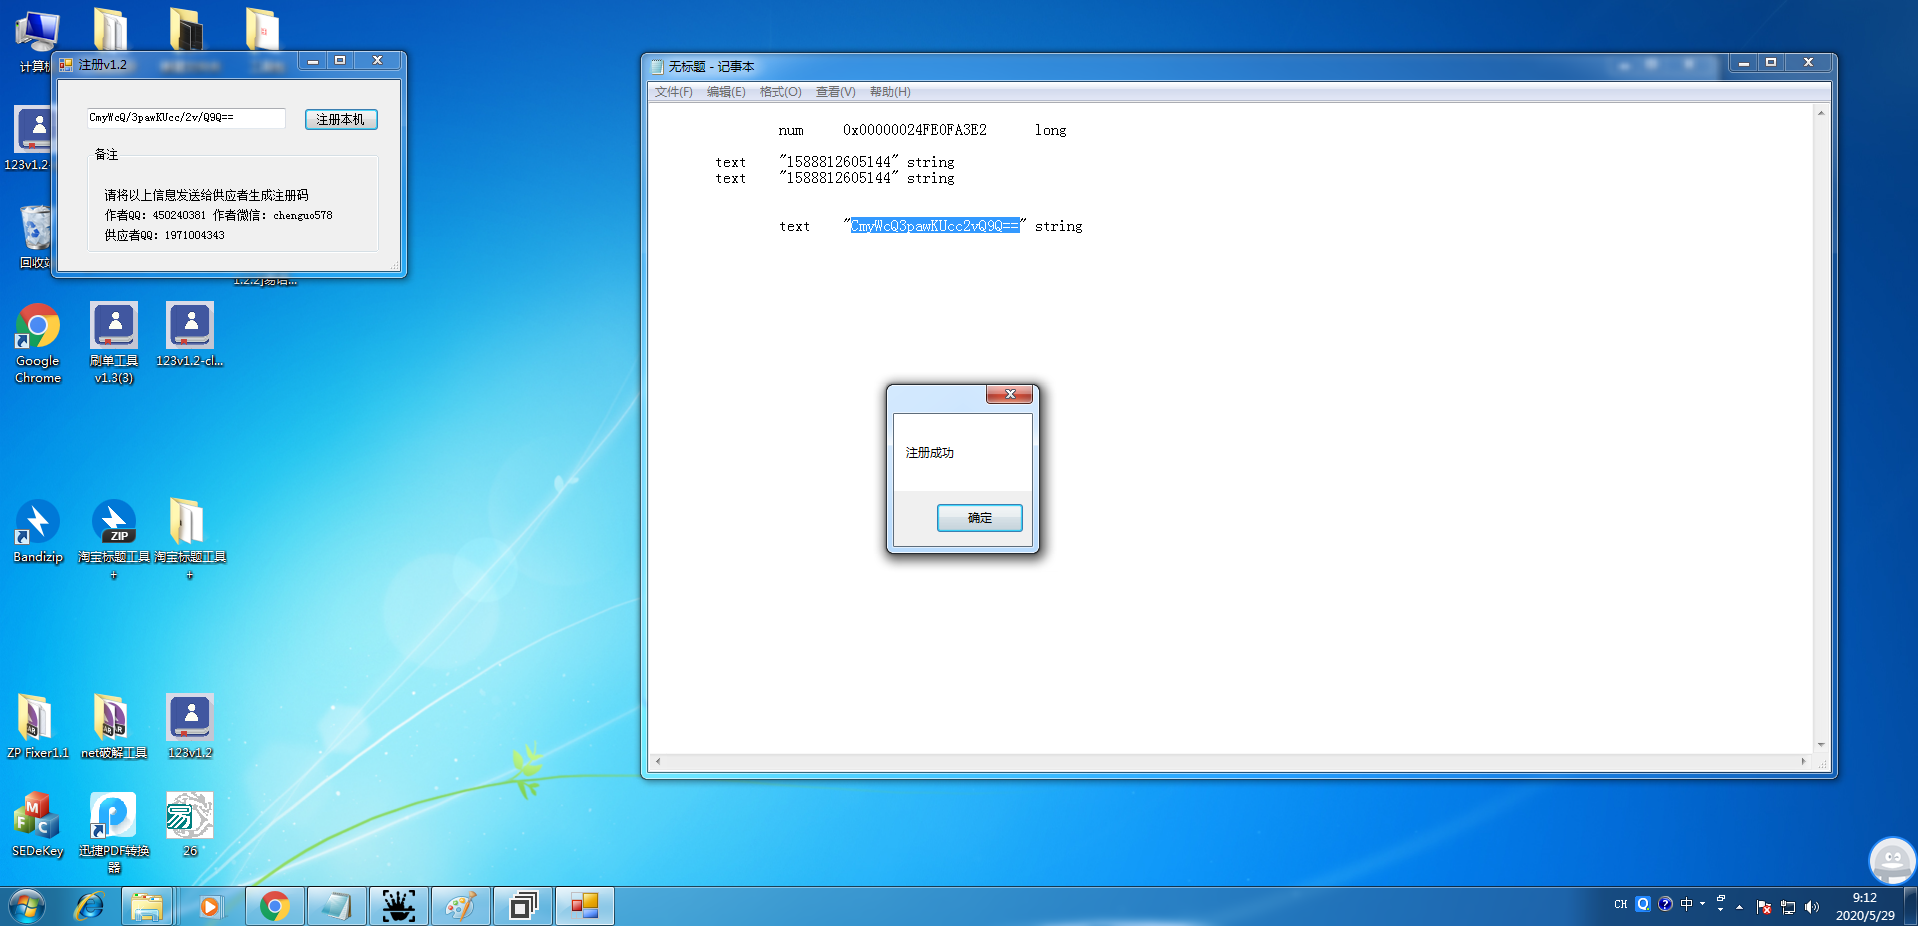 计算机
注册v1.2
CmyWcQ/3pawKUcc/2v/Q9Q==
注册本机
备注
请将以上信息发送给供应者生成注册码
作者QQ: 450240381 作者微信: chenguo578
供应者QQ: 1971004343
123v1.2-
回收站
无标题 - 记事本
文件(F) 编辑(E) 格式(O) 查看(V) 帮助(H)
num 0x00000024FE0FA3E2 long
text "1588812605144" string
text "1588812605144" string
text "CmyWcQ3pawKUcc2vQ9Q==" string
注册成功
确定
Google Chrome
刷单工具v1.3(3)
123v1.2-cl...
Bandizip
ZIP
淘宝标题工具+
淘宝标题工具+
ZP Fixer1.1
net破解工具
123v1.2
M
F
C
SEDeKey
迅捷PDF转换器
26
CH
中
9:12
2020/5/29